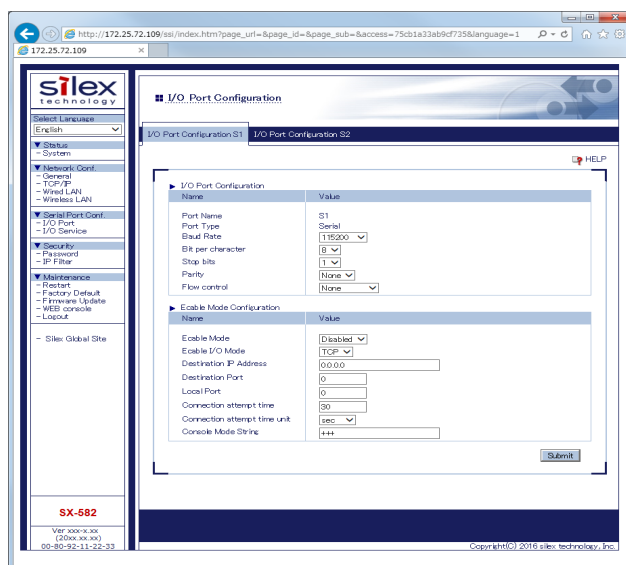 http://172.25.72.109/ssi/index.htm?page_url=&page_id=&page_sub=&access=75cb1a33ab9cf735&language=1
172.25.72.109
silex
technology
Select Language
English
▼ Status
- System
▼ Network Conf.
- General
- TCP/IP
- Wired LAN
- Wireless LAN
▼ Serial Port Conf.
- I/O Port
- I/O Service
▼ Security
- Password
- IP Filter
▼ Maintenance
- Restart
- Factory Default
- Firmware Update
- WEB console
- Logout
- Silex Global Site
SX-582
Ver xxx-x.xx
(20xx.xx.xx)
00-80-92-11-22-33
I/O Port Configuration
I/O Port Configuration S1 I/O Port Configuration S2
HELP
► I/O Port Configuration
Name Value
Port Name S1
Port Type Serial
Baud Rate 115200
Bit per character 8
Stop bits 1
Parity None
Flow control None
► Ecable Mode Configuration
Name Value
Ecable Mode Disabled
Ecable I/O Mode TCP
Destination IP Address 0.0.0.0
Destination Port 0
Local Port 0
Connection attempt time 30
Connection attempt time unit sec
Console Mode String +++
Submit
Copyright(C) 2016 silex technology, Inc.